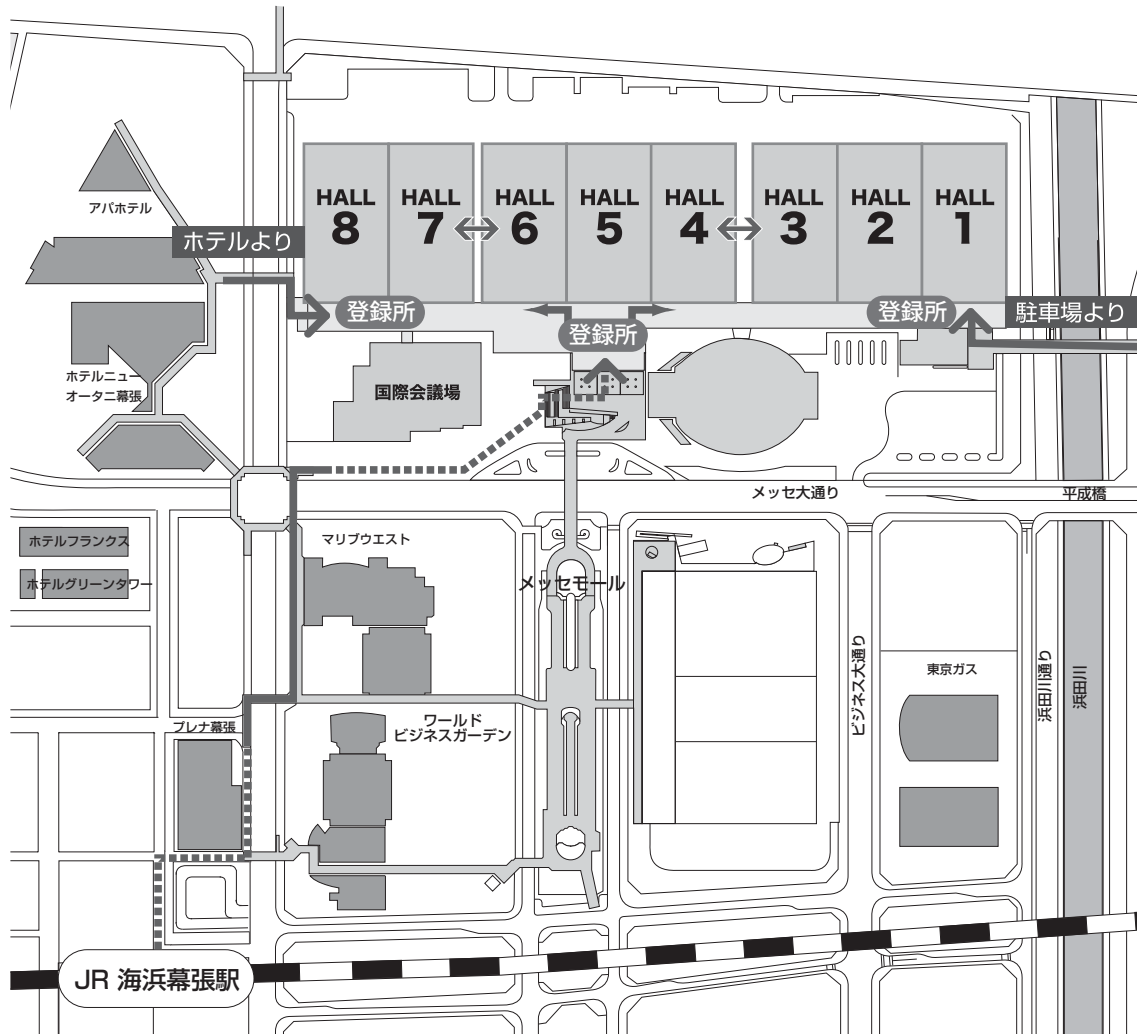 HALL
8
HALL
7
HALL
6
HALL
5
HALL
4
HALL
3
HALL
2
HALL
1
アパホテル
ホテルより
登録所
登録所
登録所
駐車場より
ホテルニュー
オータニ幕張
国際会議場
メッセ大通り
平成橋
ホテルフランクス
ホテルグリーンタワー
マリブウエスト
メッセモール
ビジネス大通り
東京ガス
浜田川通り
浜田川
プレナ幕張
ワールド
ビジネスガーデン
JR 海浜幕張駅